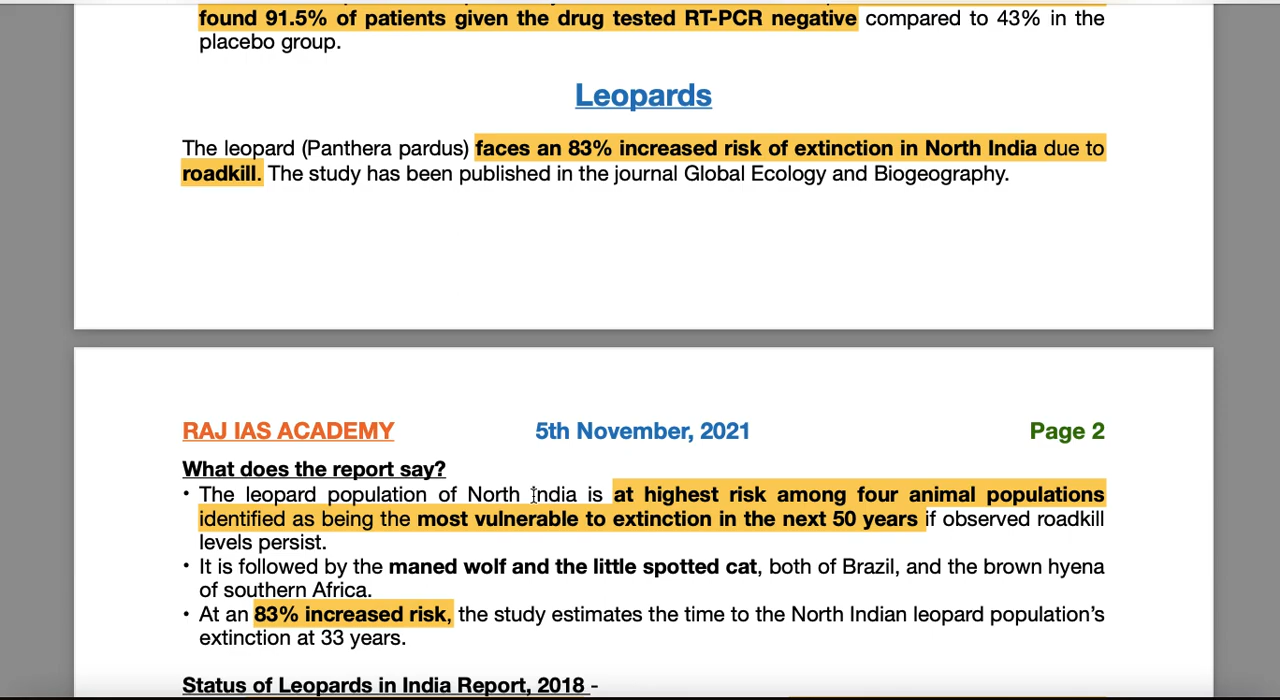 found 91.5% of patients given the drug tested RT-PCR negative compared to 43% in the
placebo group.
Leopards
The leopard (Panthera pardus) faces an 83% increased risk of extinction in North India due to
roadkill. The study has been published in the journal Global Ecology and Biogeography.
RAJ IAS ACADEMY 5th November, 2021 Page 2
What does the report say?
• The leopard population of North India is at highest risk among four animal populations
identified as being the most vulnerable to extinction in the next 50 years if observed roadkill
levels persist.
• It is followed by the maned wolf and the little spotted cat, both of Brazil, and the brown hyena
of southern Africa.
• At an 83% increased risk, the study estimates the time to the North Indian leopard population’s
extinction at 33 years.
Status of Leopards in India Report, 2018 -